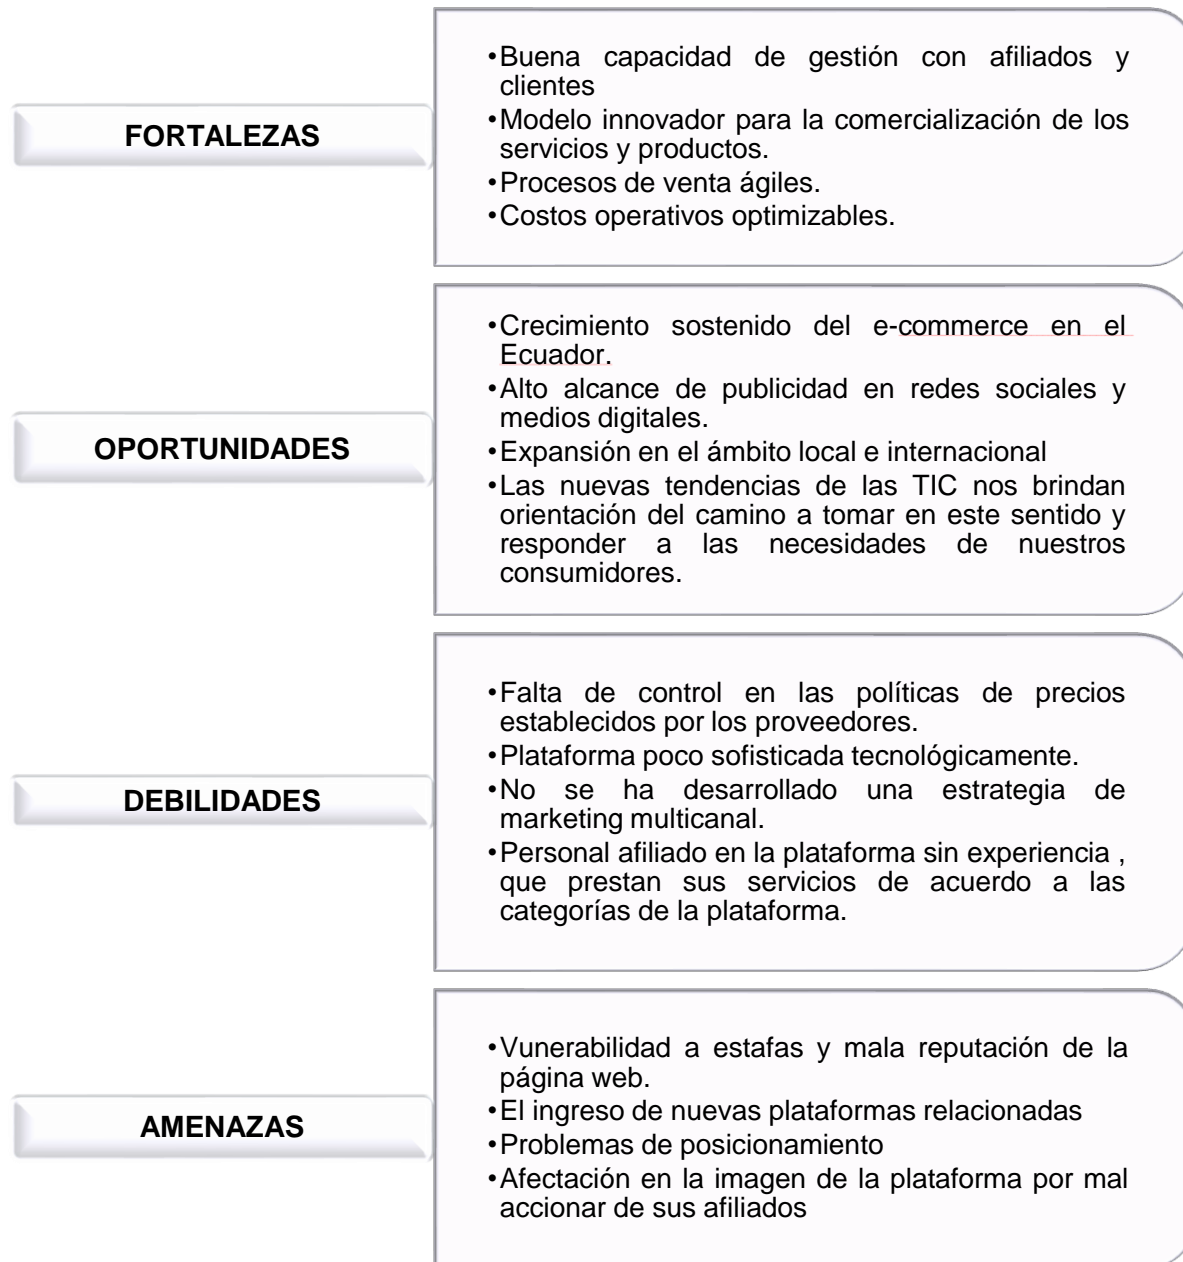 FORTALEZAS
•Buena capacidad de gestión con afiliados y
clientes
•Modelo innovador para la comercialización de los
servicios y productos.
•Procesos de venta ágiles.
•Costos operativos optimizables.
OPORTUNIDADES
•Crecimiento sostenido del e-commerce en el
Ecuador.
•Alto alcance de publicidad en redes sociales y
medios digitales.
•Expansión en el ámbito local e internacional
•Las nuevas tendencias de las TIC nos brindan
orientación del camino a tomar en este sentido y
responder a las necesidades de nuestros
consumidores.
DEBILIDADES
•Falta de control en las políticas de precios
establecidos por los proveedores.
•Plataforma poco sofisticada tecnológicamente.
•No se ha desarrollado una estrategia de
marketing multicanal.
•Personal afiliado en la plataforma sin experiencia ,
que prestan sus servicios de acuerdo a las
categorías de la plataforma.
AMENAZAS
•Vunerabilidad a estafas y mala reputación de la
página web.
•El ingreso de nuevas plataformas relacionadas
•Problemas de posicionamiento
•Afectación en la imagen de la plataforma por mal
accionar de sus afiliados